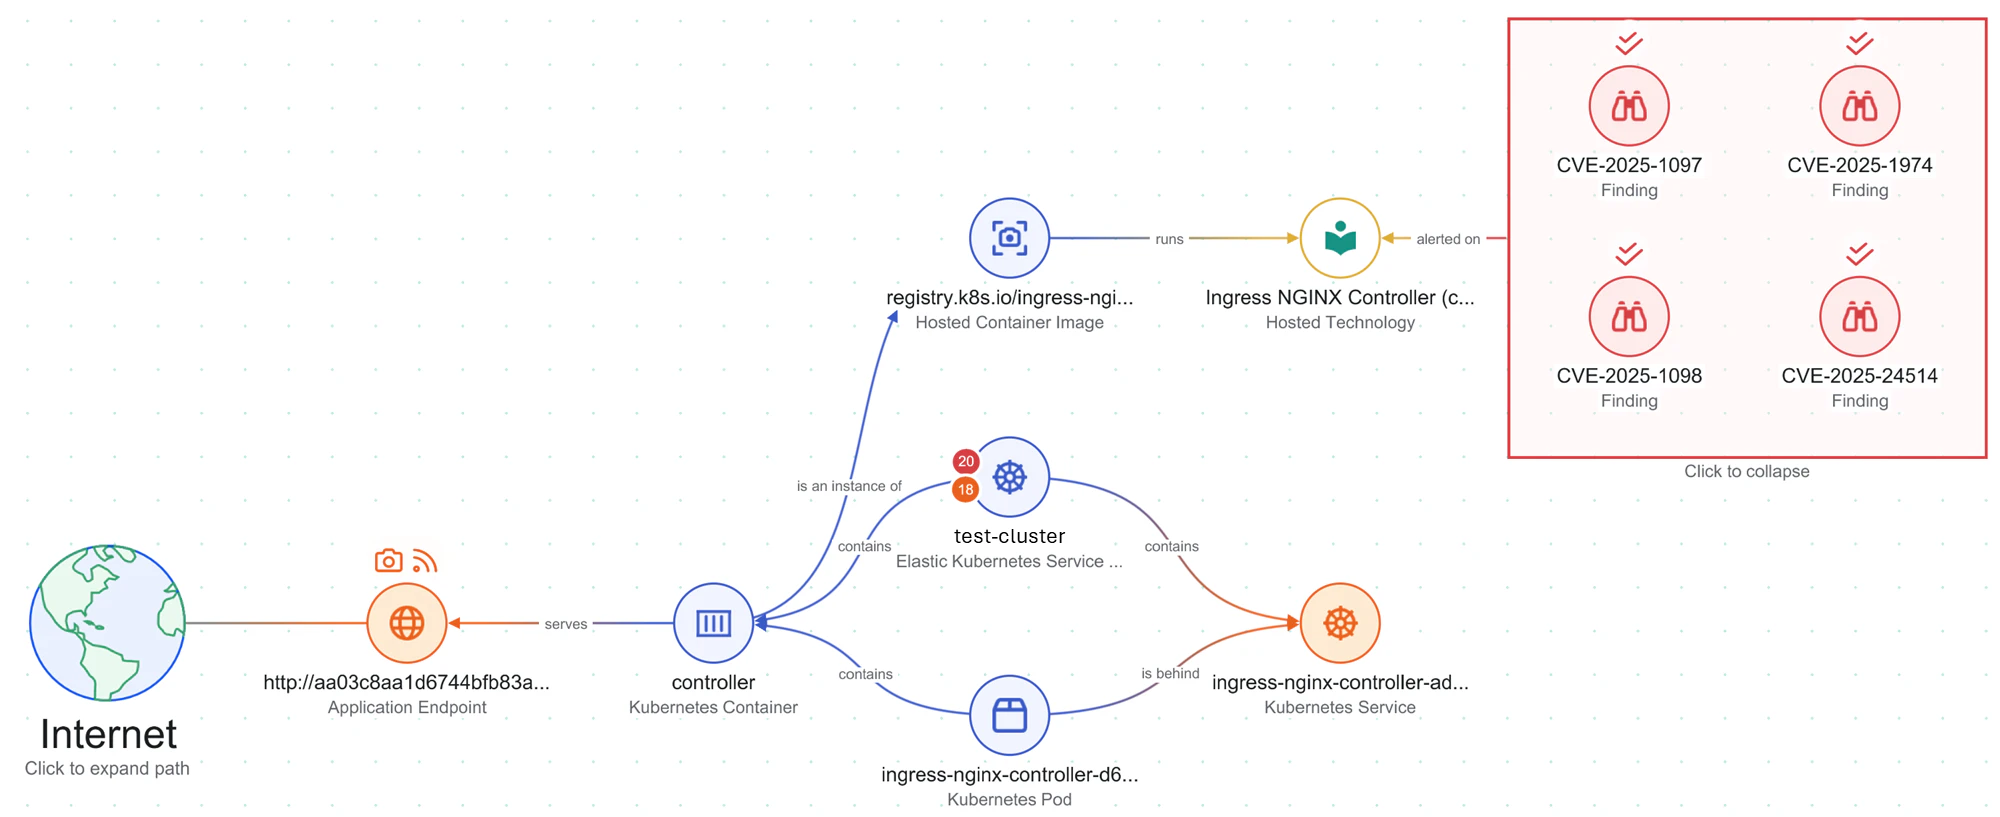 CVE-2025-1097
Finding
CVE-2025-1974
Finding
registry.k8s.io/ingress-ngi...
Hosted Container Image
runs
Ingress NGINX Controller (c...
Hosted Technology
alerted on
CVE-2025-1098
Finding
CVE-2025-24514
Finding
Click to collapse
is an instance of
20
18
test-cluster
Elastic Kubernetes Service ...
contains
contains
Internet
Click to expand path
http://aa03c8aa1d6744bfb83a...
Application Endpoint
serves
controller
Kubernetes Container
contains
is behind
ingress-nginx-controller-ad...
Kubernetes Service
ingress-nginx-controller-d6...
Kubernetes Pod